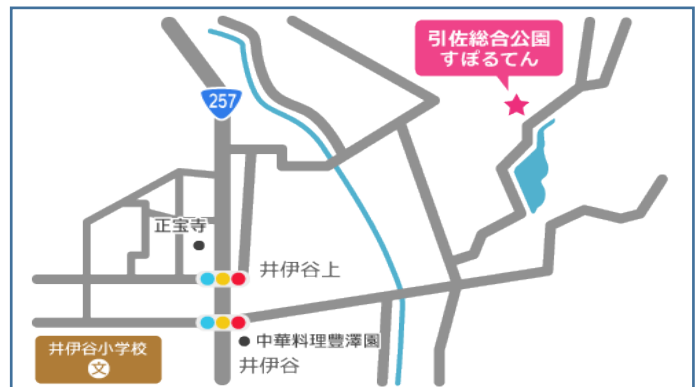 引佐総合公園
すぽるてん
257
正宝寺
井伊谷上
中華料理豊澤園
井伊谷
井伊谷小学校
文